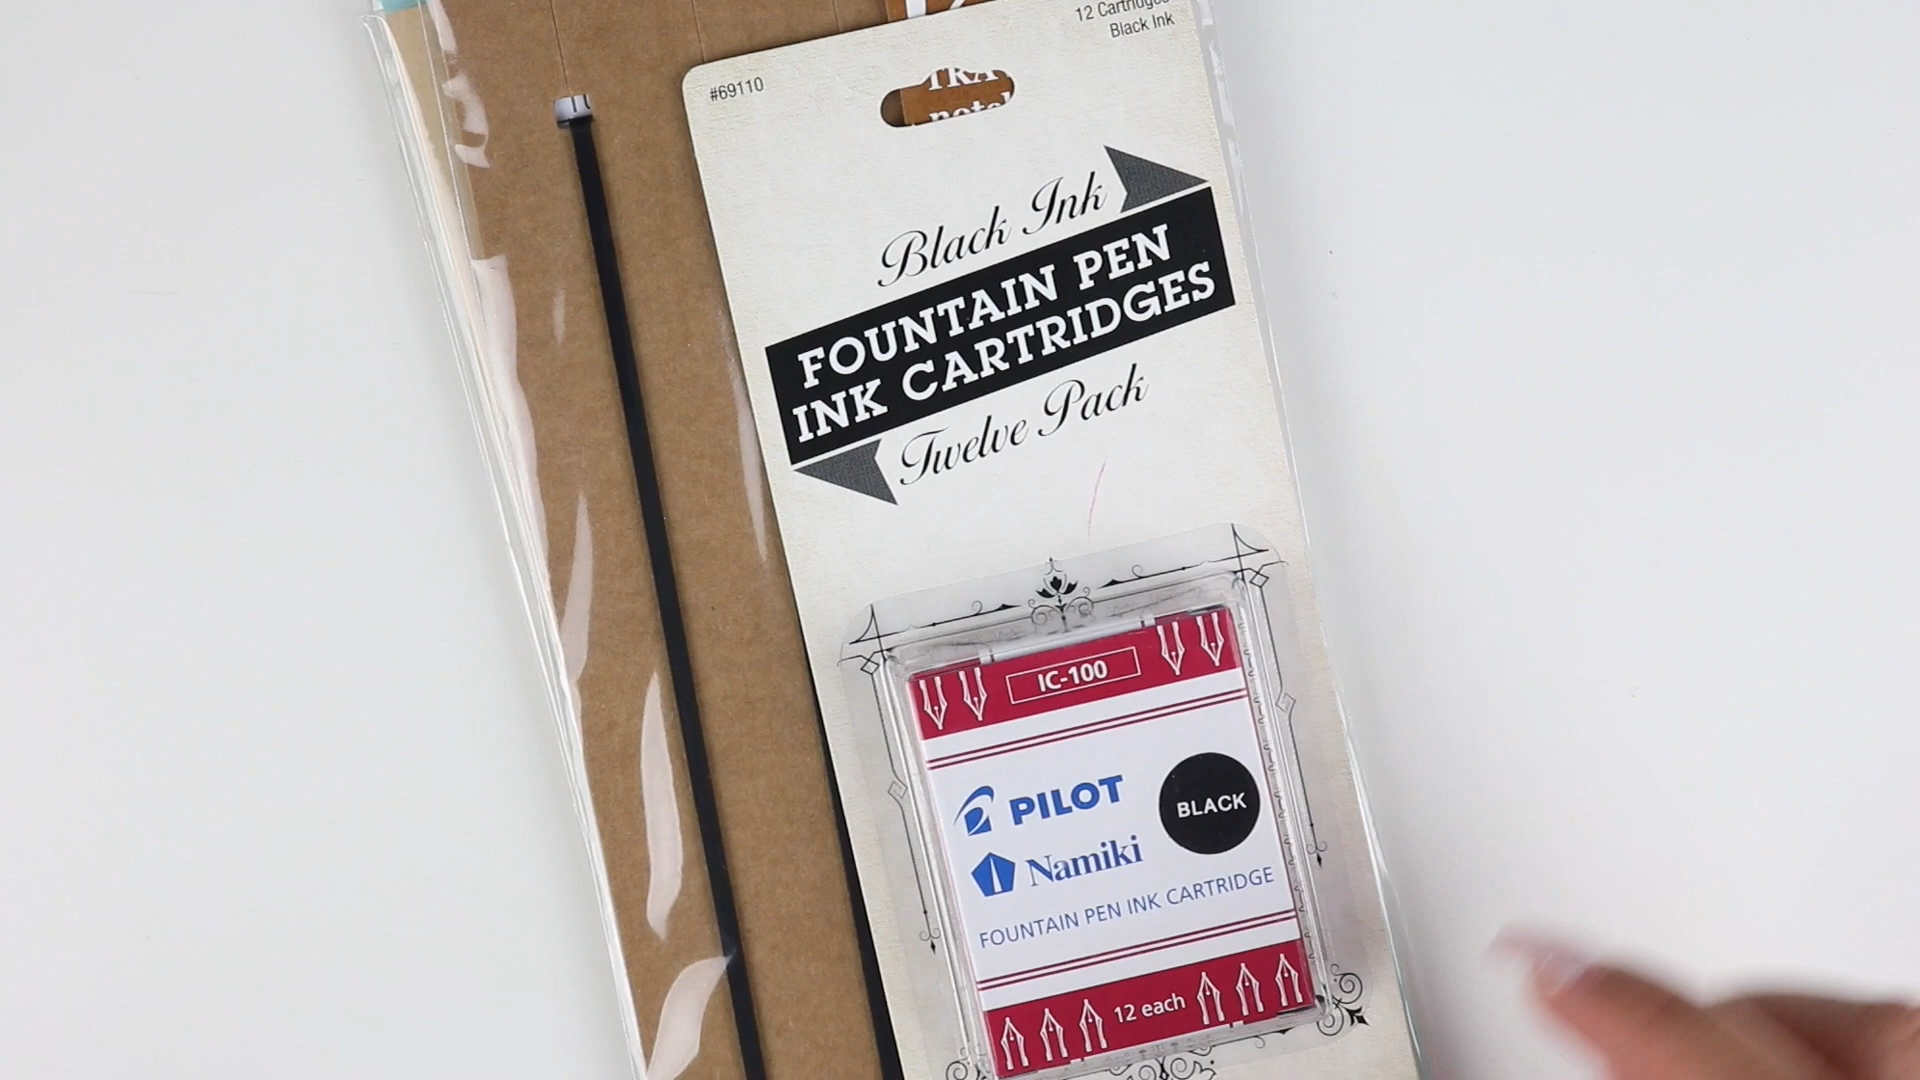 12 Cartridges
Black Ink
#69110
Black Ink
FOUNTAIN PEN
INK CARTRIDGES
Twelve Pack
IC-100
PILOT
BLACK
Namiki
FOUNTAIN PEN INK CARTRIDGE
12 each